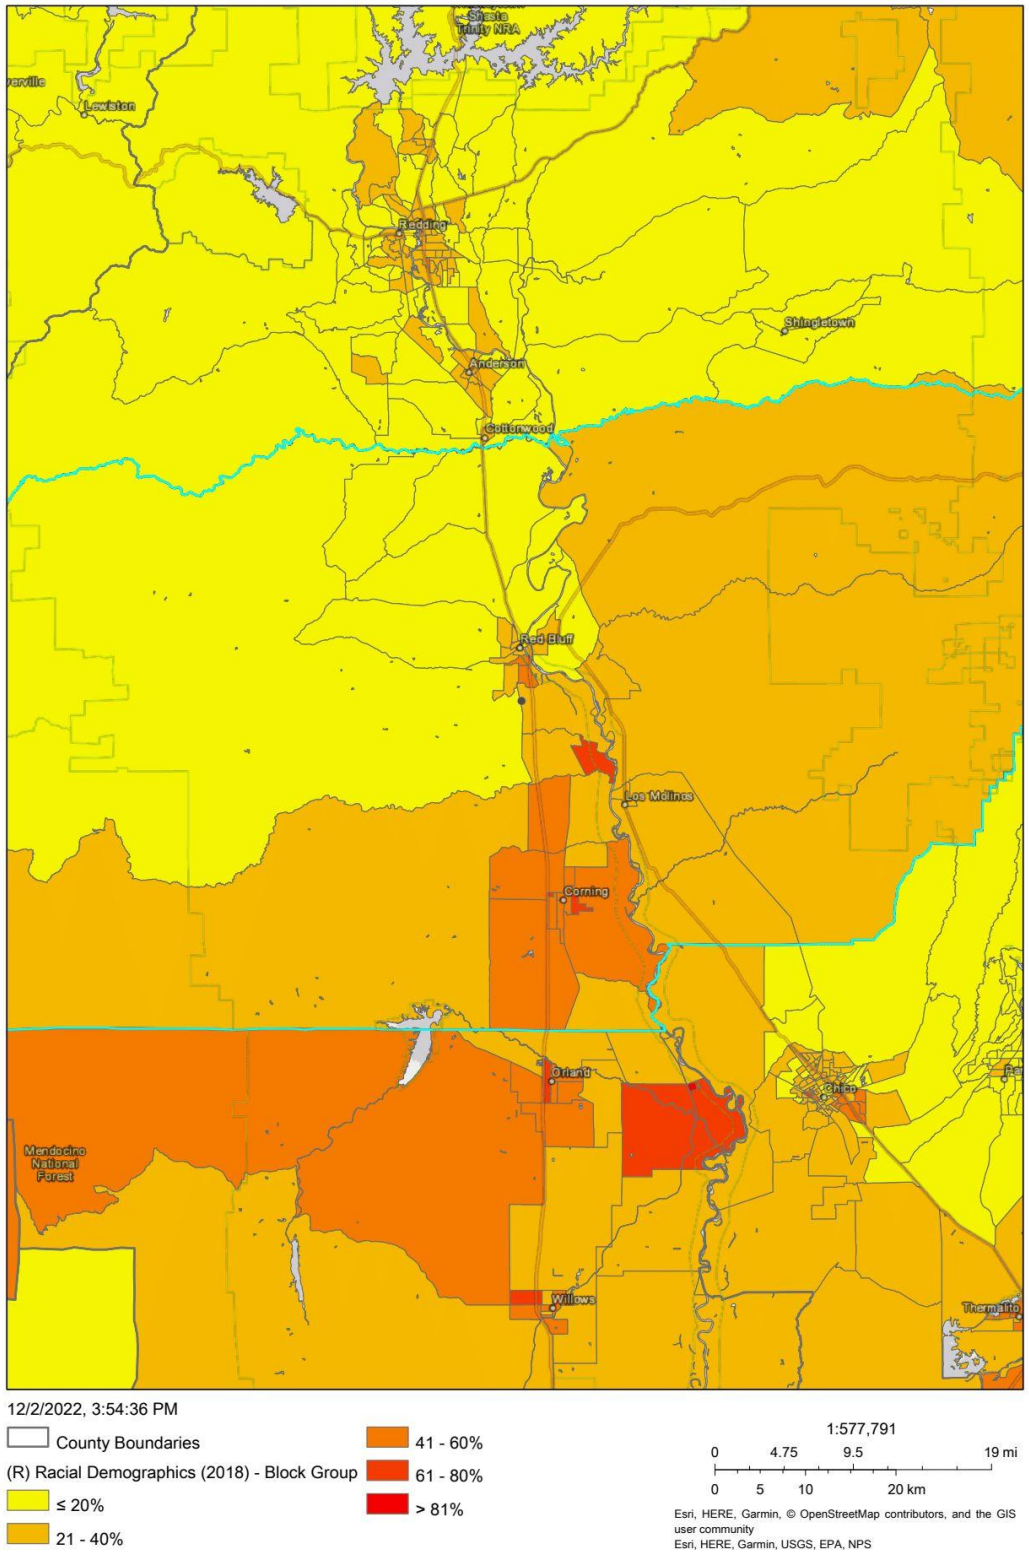 Shasta
Trinity NRA
erville
Lewiston
Redding
Shingletown
Anderson
Cottonwood
Red Bluff
Los Molinos
Corning
Orland
Chico
Pa
Mendocino
National
Forest
Willows
Thermalito
12/2/2022, 3:54:36 PM
County Boundaries
(R) Racial Demographics (2018) - Block Group
≤ 20%
21 - 40%
41 - 60%
61 - 80%
> 81%
1:577,791
0 4.75 9.5 19 mi
0 5 10 20 km
Esri, HERE, Garmin, © OpenStreetMap contributors, and the GIS
user community
Esri, HERE, Garmin, USGS, EPA, NPS